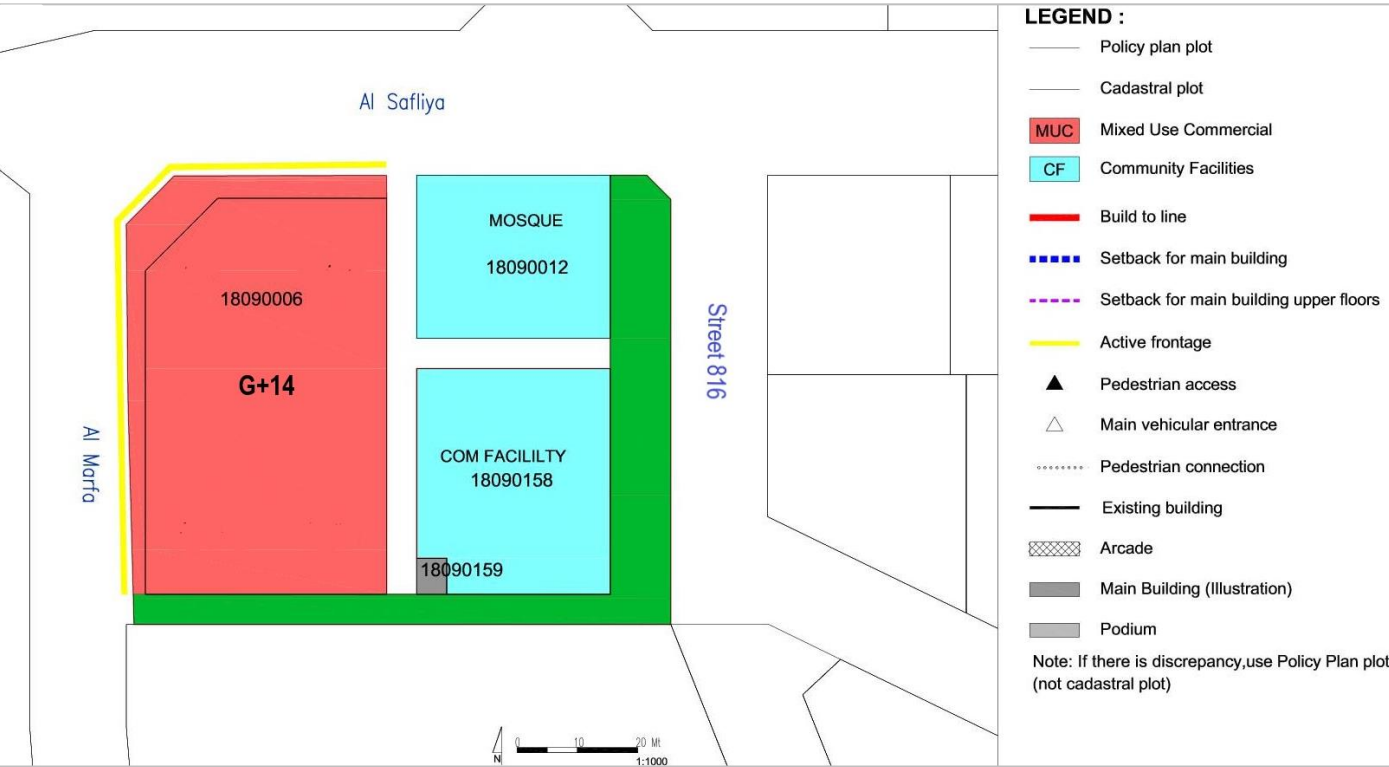 Al Safliya
MOSQUE
18090012
18090006
G+14
Street 816
Al Marfa
COM FACILILTY
18090158
18090159
N
0 10 20 Mt
1:1000
LEGEND :
Policy plan plot
Cadastral plot
MUC Mixed Use Commercial
CF Community Facilities
Build to line
Setback for main building
Setback for main building upper floors
Active frontage
Pedestrian access
Main vehicular entrance
Pedestrian connection
Existing building
Arcade
Main Building (Illustration)
Podium
Note: If there is discrepancy,use Policy Plan plot
(not cadastral plot)